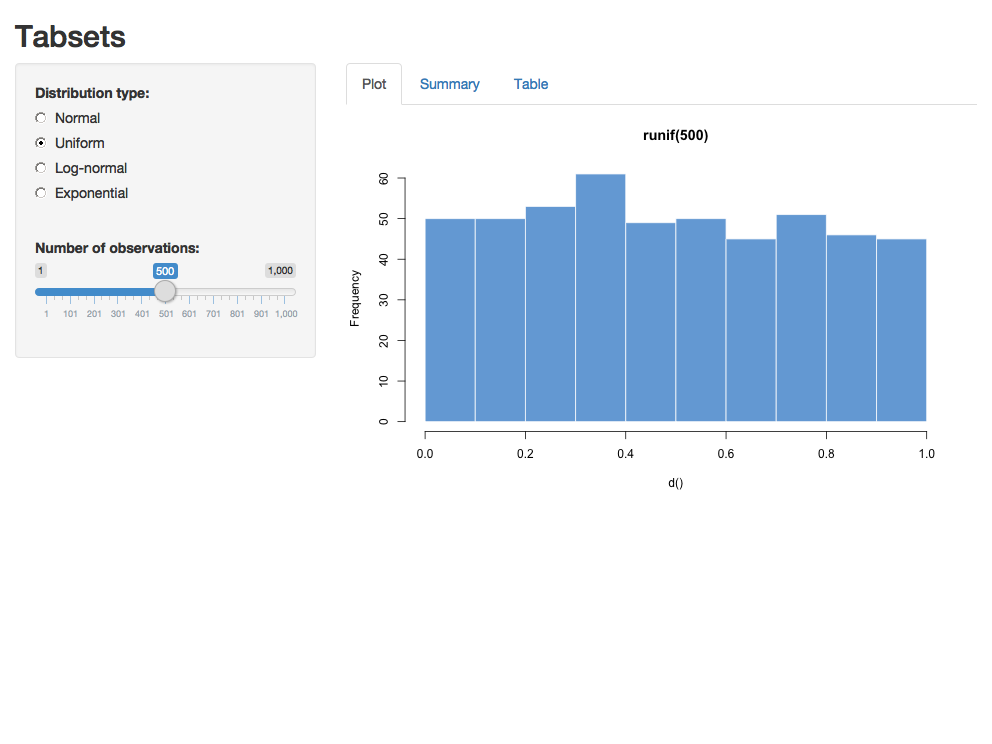 Tabsets
Distribution type:
Normal
Uniform
Log-normal
Exponential
Number of observations:
1 500 1,000
1 101 201 301 401 501 601 701 801 901 1,000
Plot Summary Table
runif(500)
Frequency
60
50
40
30
20
10
0
0.0 0.2 0.4 0.6 0.8 1.0
d()